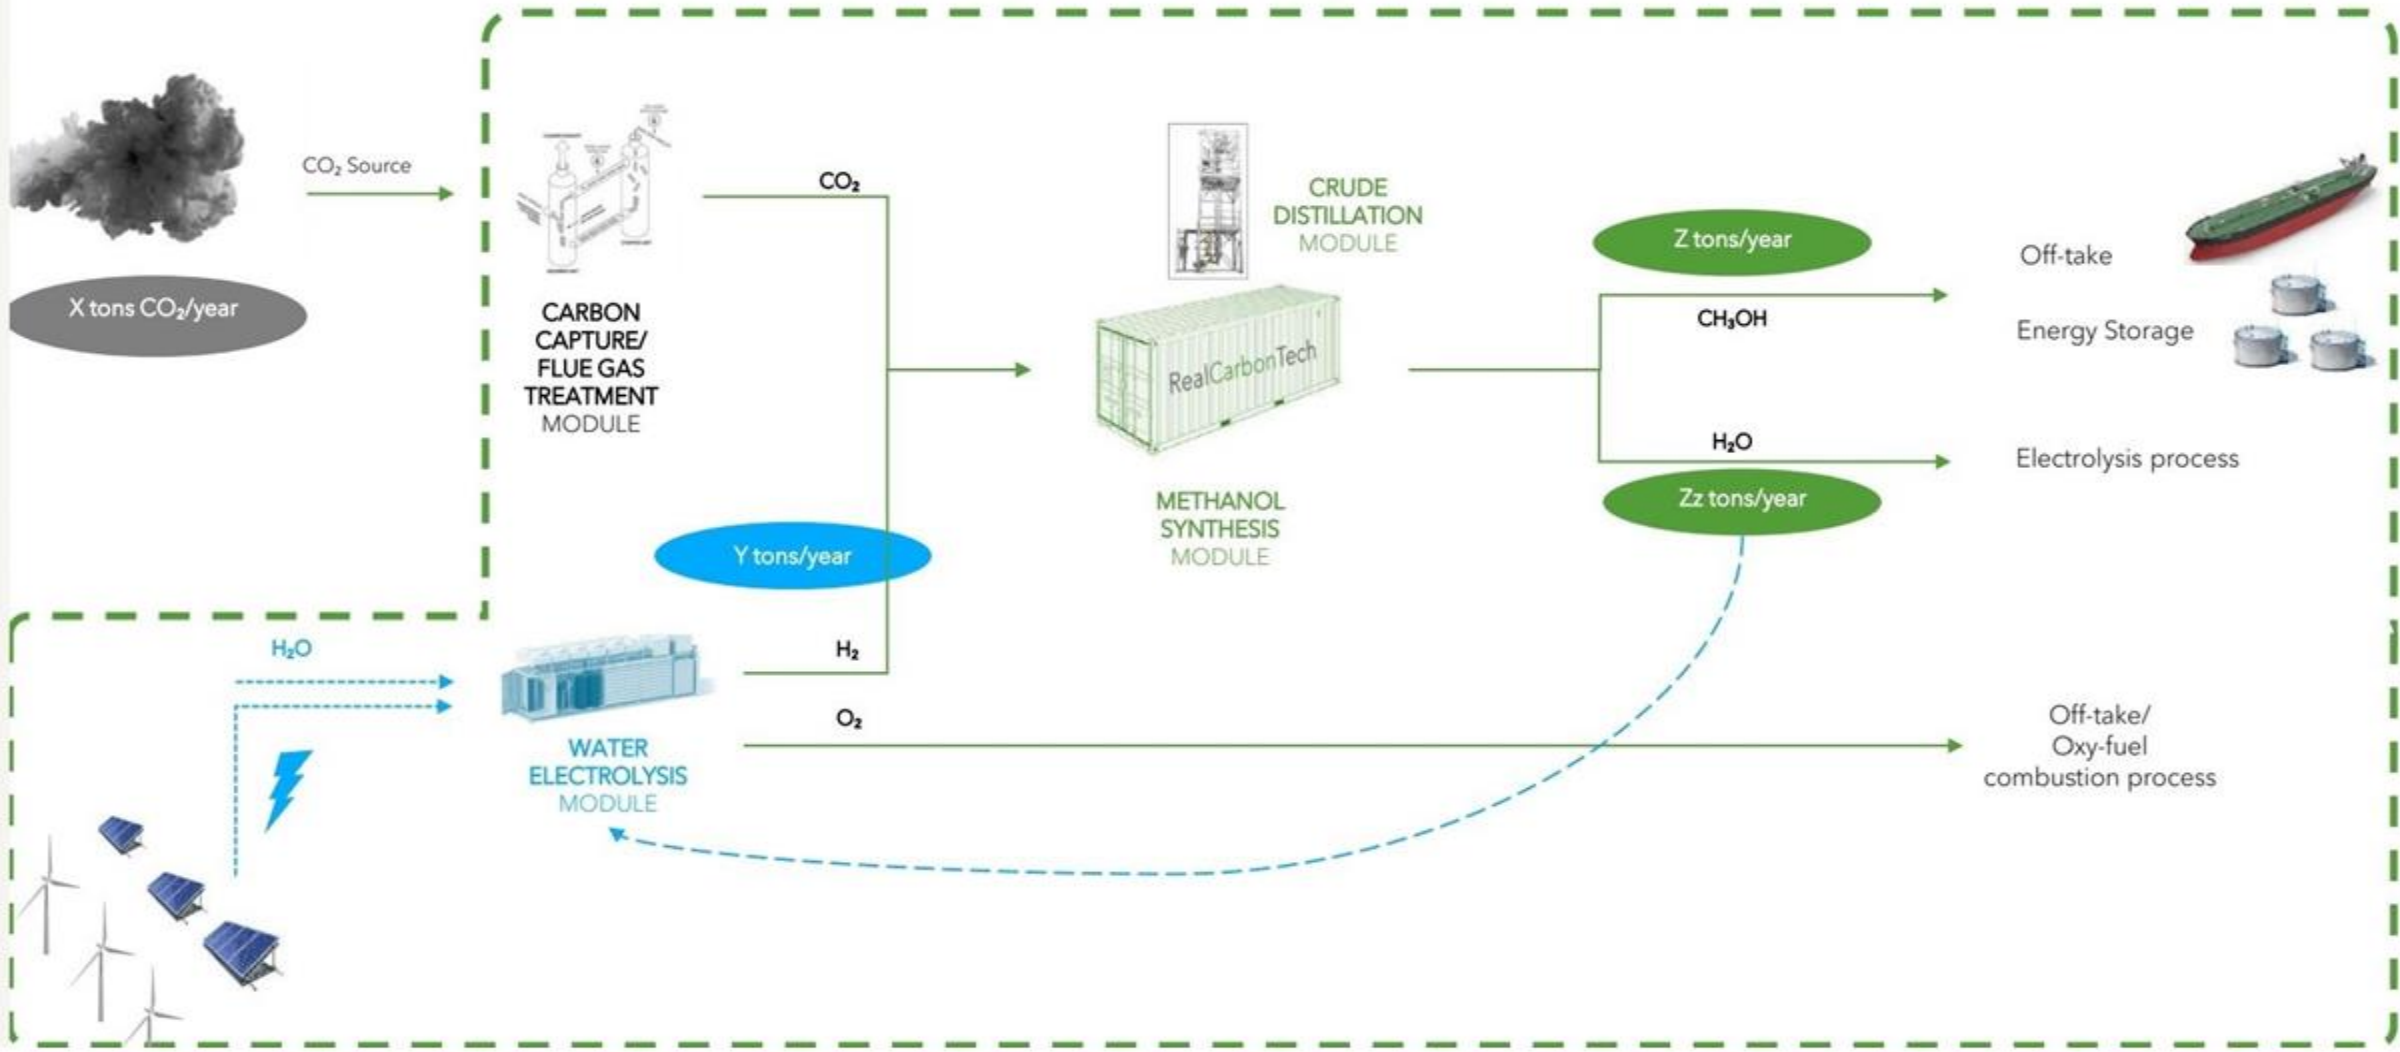 CO₂ Source
X tons CO₂/year
CARBON
CAPTURE/
FLUE GAS
TREATMENT
MODULE
CO₂
CRUDE
DISTILLATION
MODULE
RealCarbonTech
METHANOL
SYNTHESIS
MODULE
Z tons/year
CH₃OH
Off-take
Energy Storage
H₂O
Zz tons/year
Electrolysis process
Y tons/year
H₂O
H₂
O₂
WATER
ELECTROLYSIS
MODULE
Off-take/
Oxy-fuel
combustion process